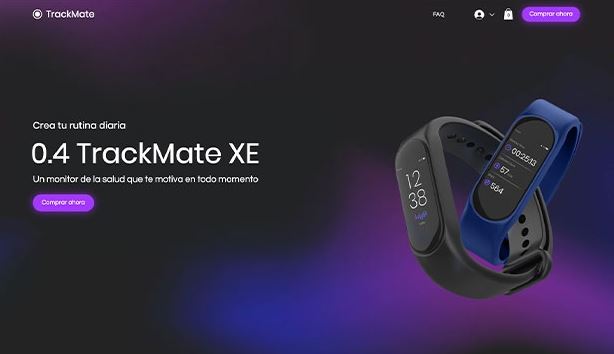 TrackMate
FAQ
0
Comprar ahora
Crea tu rutina diaria
0.4 TrackMate XE
Un monitor de la salud que te motiva en todo momento
Comprar ahora
12
38
00:25:13
564